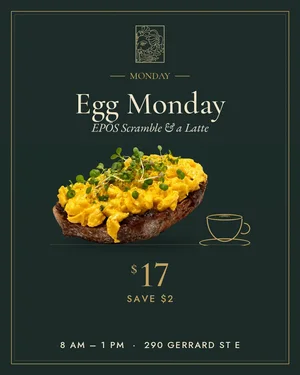 MONDAY
Egg Monday
EPOS Scramble & a Latte
$17
SAVE $2
8 AM – 1 PM · 290 GERRARD ST E